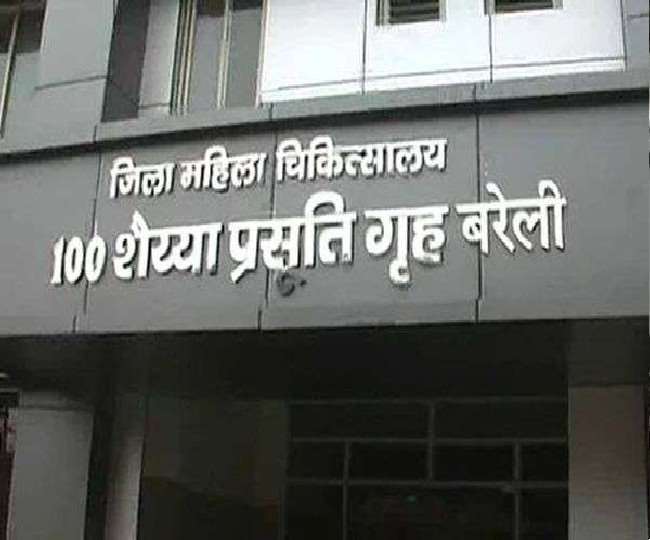 जिला महिला चिकित्सालय
100 शैय्या प्रसूति गृह बरेली